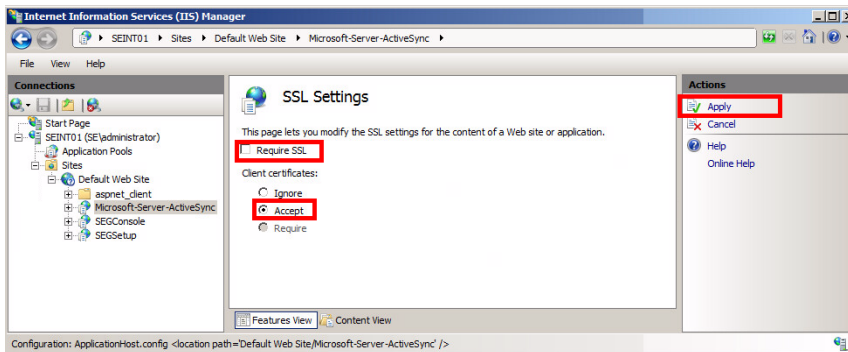 Internet Information Services (IIS) Manager
SEINT01 Sites Default Web Site Microsoft-Server-ActiveSync
File View Help
Connections
Start Page
SEINT01 (SE\administrator)
Application Pools
Sites
Default Web Site
aspnet_client
Microsoft-Server-ActiveSync
SEGConsole
SEGSetup
SSL Settings
This page lets you modify the SSL settings for the content of a Web site or application.
Require SSL
Client certificates:
Ignore
Accept
Require
Features View Content View
Actions
Apply
Cancel
Help
Online Help
Configuration: ApplicationHost.config <location path='Default Web Site/Microsoft-Server-ActiveSync' />